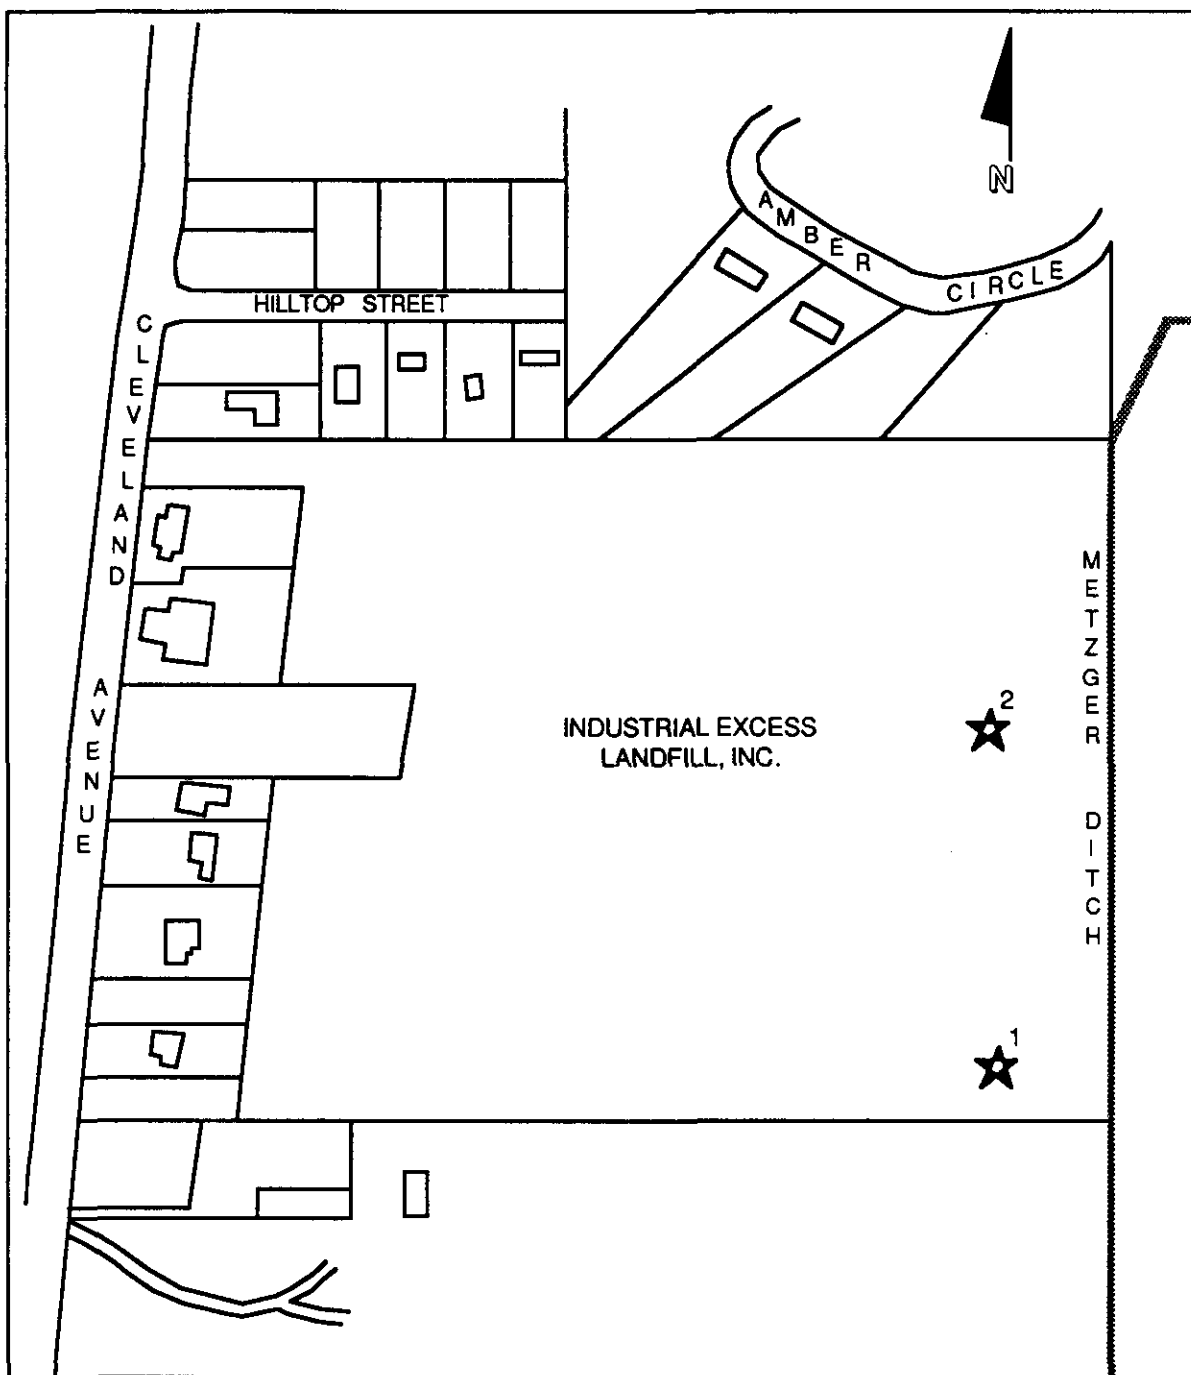 N
AMBER CIRCLE
HILLTOP STREET
CLEVELAND AVENUE
METZGER DITCH
INDUSTRIAL EXCESS
LANDFILL, INC.
2
1